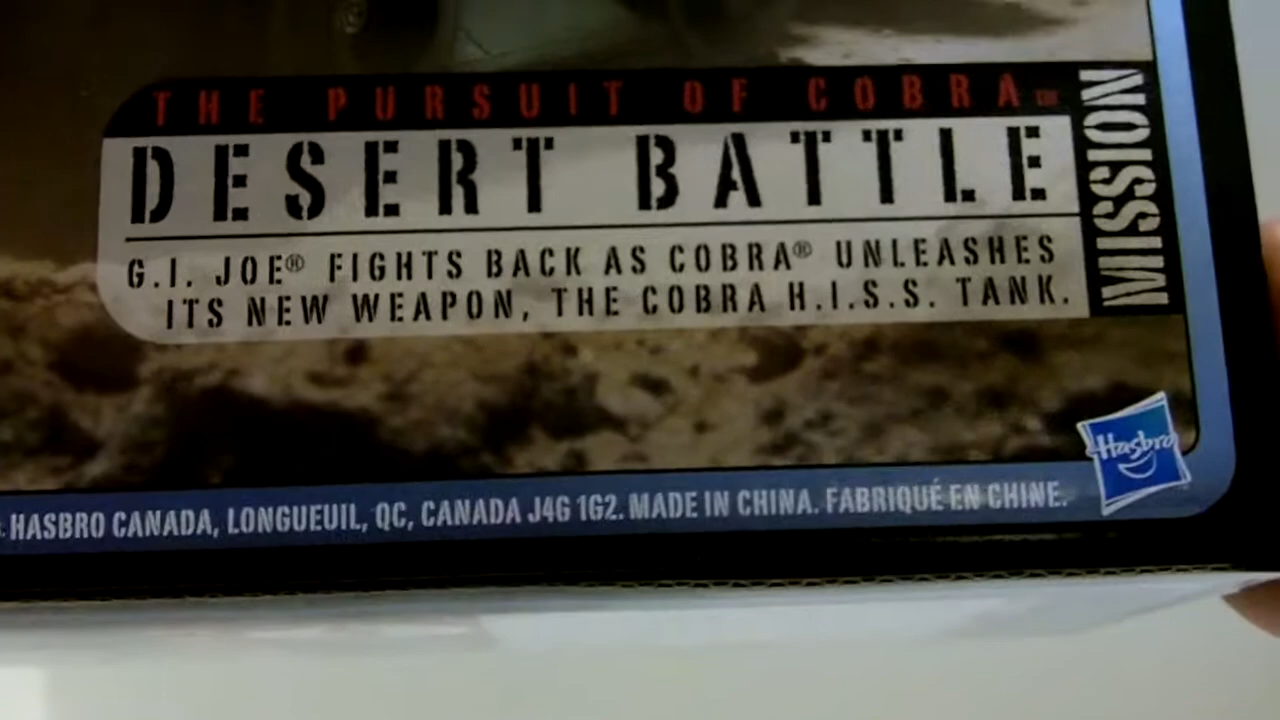 THE PURSUIT OF COBRA™
DESERT BATTLE
G.I. JOE® FIGHTS BACK AS COBRA® UNLEASHES
ITS NEW WEAPON, THE COBRA H.I.S.S. TANK.
MISSION
Hasbro
HASBRO CANADA, LONGUEUIL, QC, CANADA J4G 1G2. MADE IN CHINA. FABRIQUÉ EN CHINE.